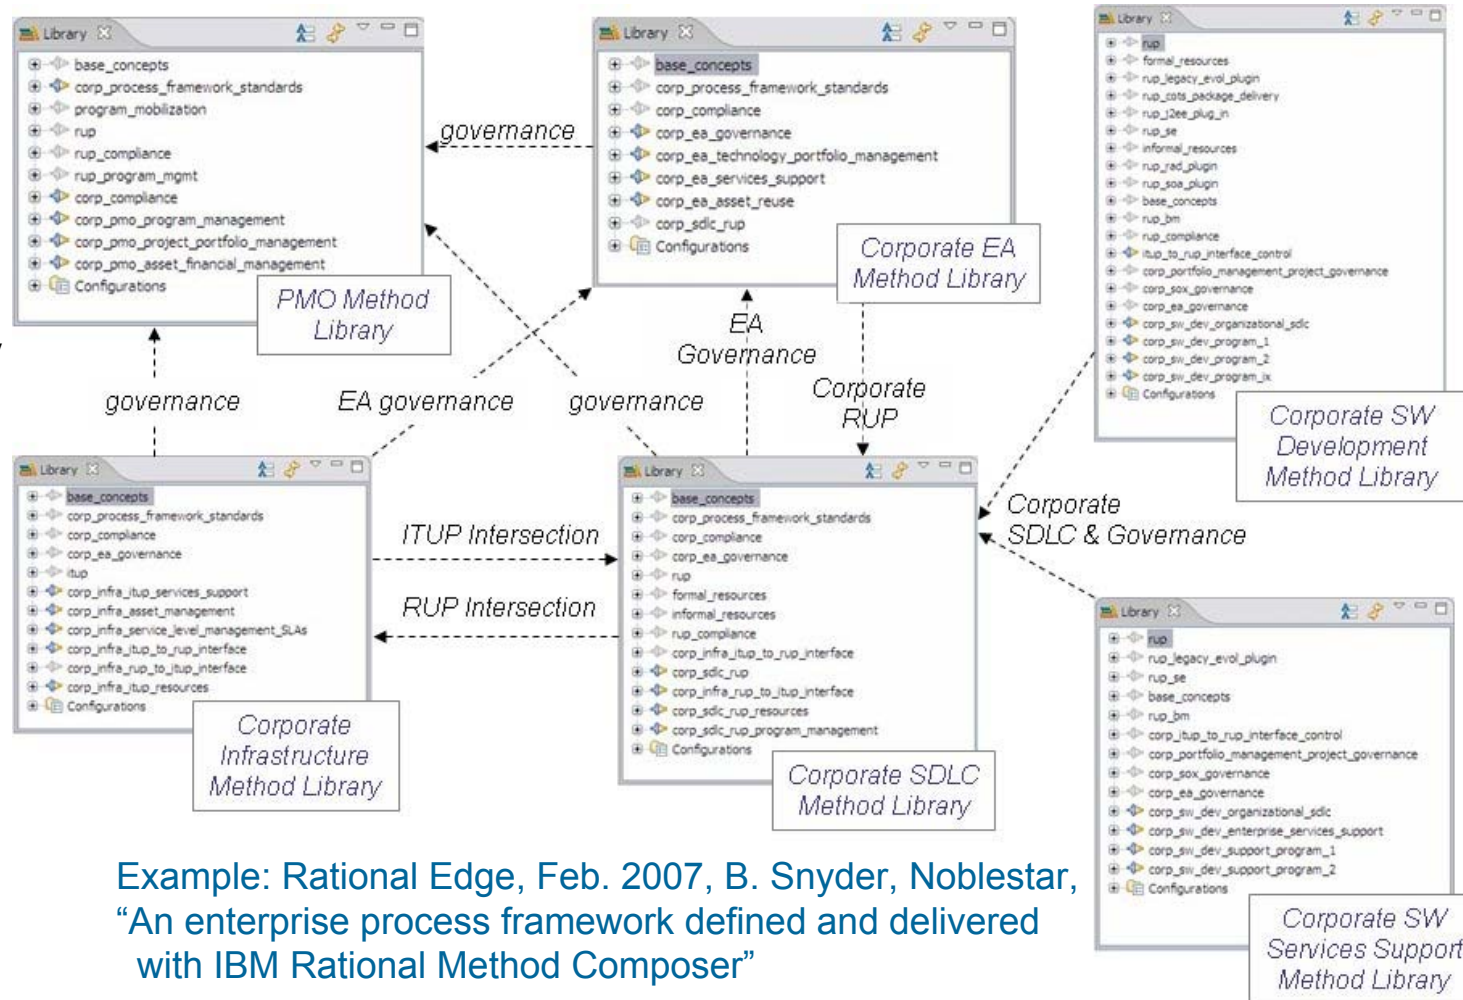 Library
base_concepts
corp_process_framework_standards
program_mobilization
rup
rup_compliance
rup_program_mgmt
corp_compliance
corp_pmo_program_management
corp_pmo_project_portfolio_management
corp_pmo_asset_financial_management
Configurations
PMO Method
Library
governance
Library
base_concepts
corp_process_framework_standards
corp_compliance
corp_ea_governance
corp_ea_technology_portfolio_management
corp_ea_services_support
corp_ea_asset_reuse
corp_sdlc_rup
Configurations
Corporate EA
Method Library
Library
rup
formal_resources
rup_legacy_evol_plugin
rup_cots_package_delivery
rup_j2ee_plug_in
rup_se
informal_resources
rup_rad_plugin
rup_soa_plugin
base_concepts
rup_bm
rup_compliance
itup_to_rup_interface_control
corp_portfolio_management_project_governance
corp_sox_governance
corp_ea_governance
corp_sw_dev_organizational_sdlc
corp_sw_dev_program_1
corp_sw_dev_program_2
corp_sw_dev_program_ix
Configurations
Corporate SW
Development
Method Library
governance
EA governance
governance
EA
Governance
Corporate
RUP
Library
base_concepts
corp_process_framework_standards
corp_compliance
corp_ea_governance
itup
corp_infra_itup_services_support
corp_infra_asset_management
corp_infra_service_level_management_SLAs
corp_infra_itup_to_rup_interface
corp_infra_rup_to_itup_interface
corp_infra_itup_resources
Configurations
Corporate
Infrastructure
Method Library
ITUP Intersection
RUP Intersection
Library
base_concepts
corp_process_framework_standards
corp_compliance
corp_ea_governance
rup
formal_resources
informal_resources
rup_compliance
corp_infra_itup_to_rup_interface
corp_sdlc_rup
corp_infra_rup_to_itup_interface
corp_sdlc_rup_resources
corp_sdlc_rup_program_management
Configurations
Corporate SDLC
Method Library
Corporate
SDLC & Governance
Library
rup
rup_legacy_evol_plugin
rup_se
base_concepts
rup_bm
corp_itup_to_rup_interface_control
corp_portfolio_management_project_governance
corp_sox_governance
corp_ea_governance
corp_sw_dev_organizational_sdlc
corp_sw_dev_enterprise_services_support
corp_sw_dev_support_program_1
corp_sw_dev_support_program_2
Configurations
Corporate SW
Services Support
Method Library
Example: Rational Edge, Feb. 2007, B. Snyder, Noblestar,
“An enterprise process framework defined and delivered
with IBM Rational Method Composer”